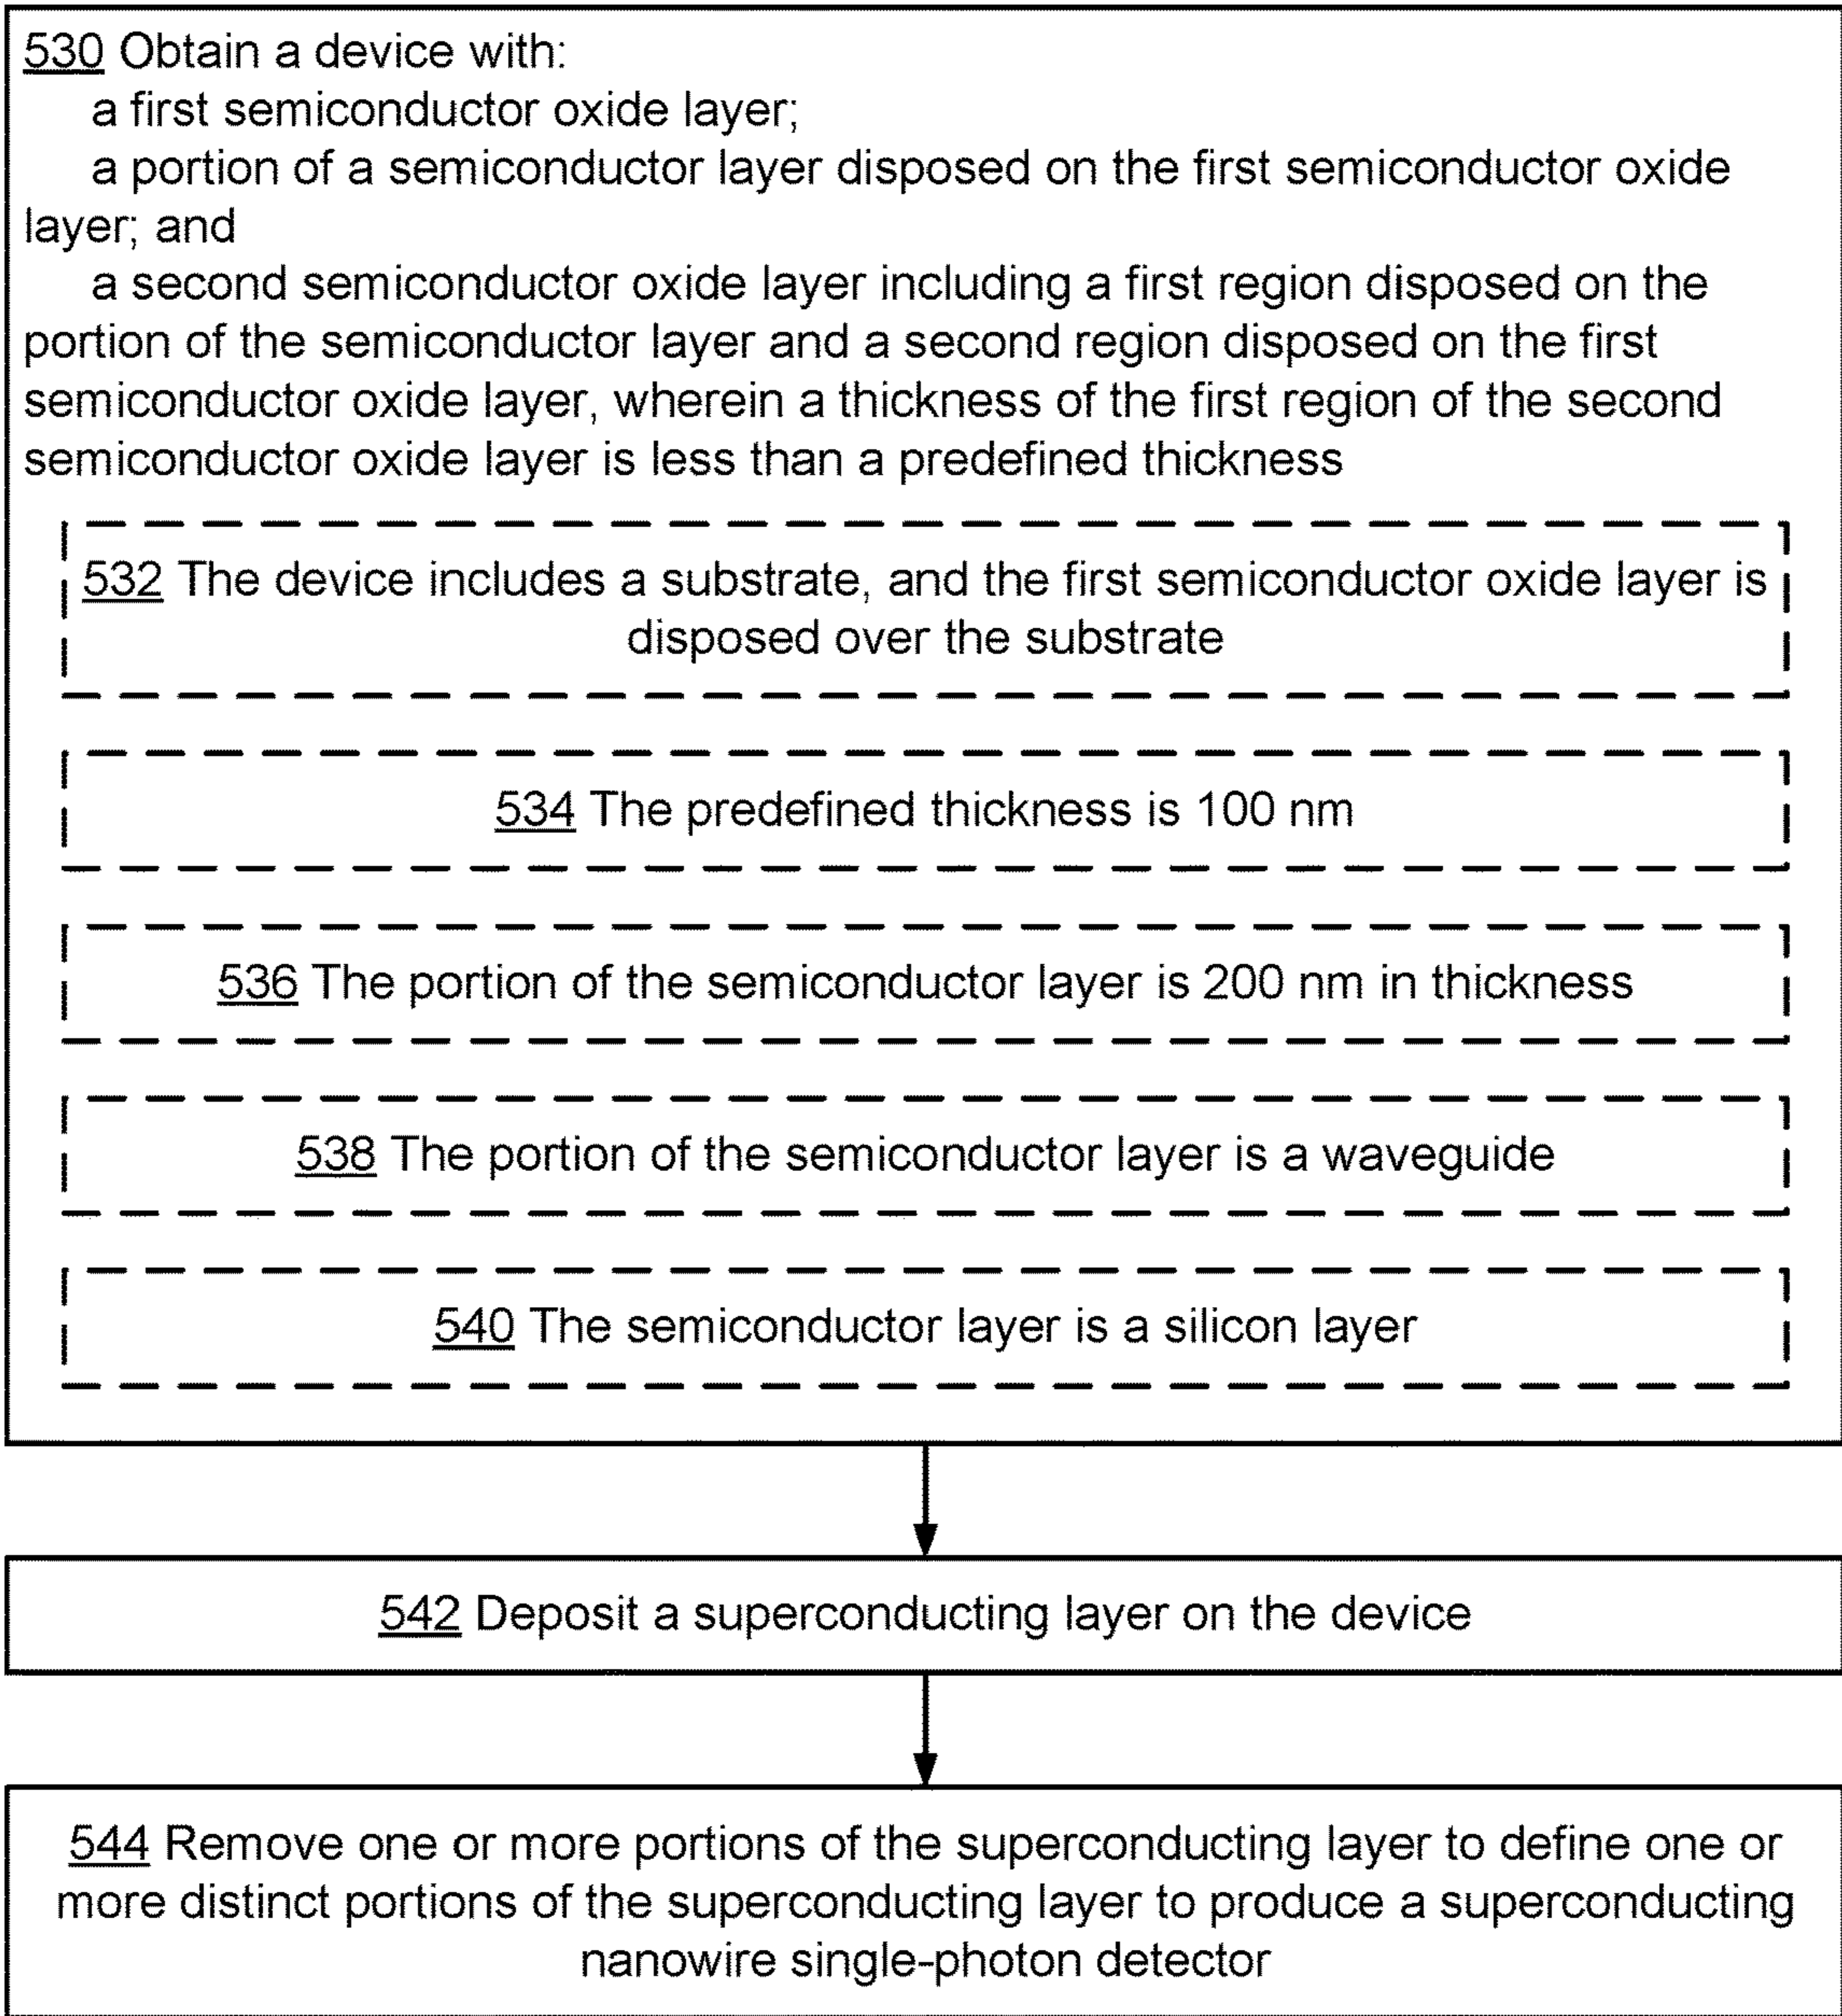 530 Obtain a device with:
a first semiconductor oxide layer;
a portion of a semiconductor layer disposed on the first semiconductor oxide
layer; and
a second semiconductor oxide layer including a first region disposed on the
portion of the semiconductor layer and a second region disposed on the first
semiconductor oxide layer, wherein a thickness of the first region of the second
semiconductor oxide layer is less than a predefined thickness
532 The device includes a substrate, and the first semiconductor oxide layer is
disposed over the substrate
534 The predefined thickness is 100 nm
536 The portion of the semiconductor layer is 200 nm in thickness
538 The portion of the semiconductor layer is a waveguide
540 The semiconductor layer is a silicon layer
542 Deposit a superconducting layer on the device
544 Remove one or more portions of the superconducting layer to define one or
more distinct portions of the superconducting layer to produce a superconducting
nanowire single-photon detector